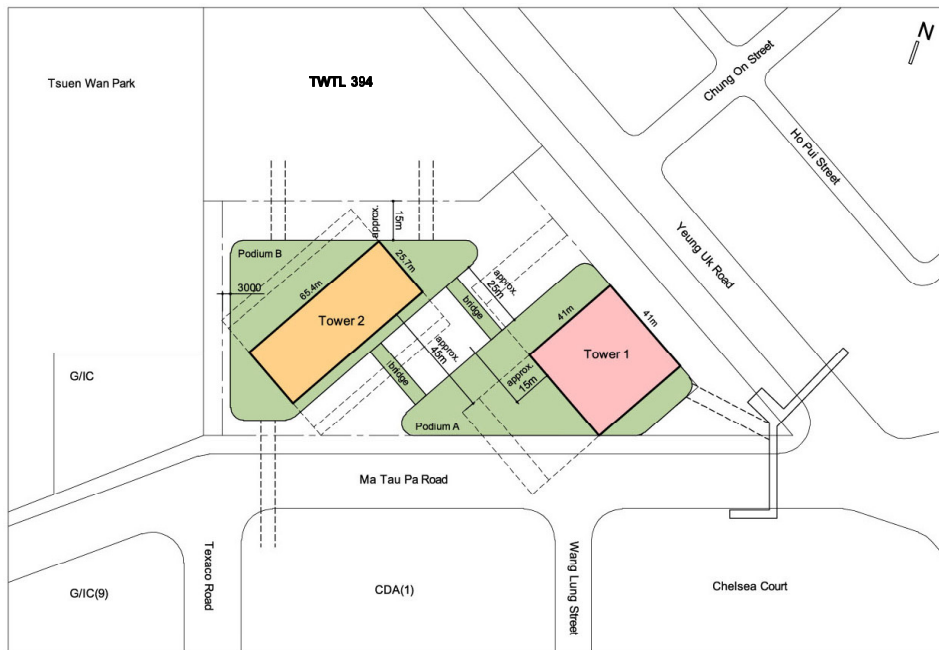 N
Tsuen Wan Park
TWTL 394
Chung On Street
Ho Pui Street
Yeung Uk Road
approx.
15m
Podium B
25.7m
65.4m
3000
Tower 2
approx.
25m
bridge
41m
41m
Tower 1
approx.
45m
bridge
approx.
15m
G/IC
Podium A
Ma Tau Pa Road
Texaco Road
Wang Lung Street
G/IC(9)
CDA(1)
Chelsea Court